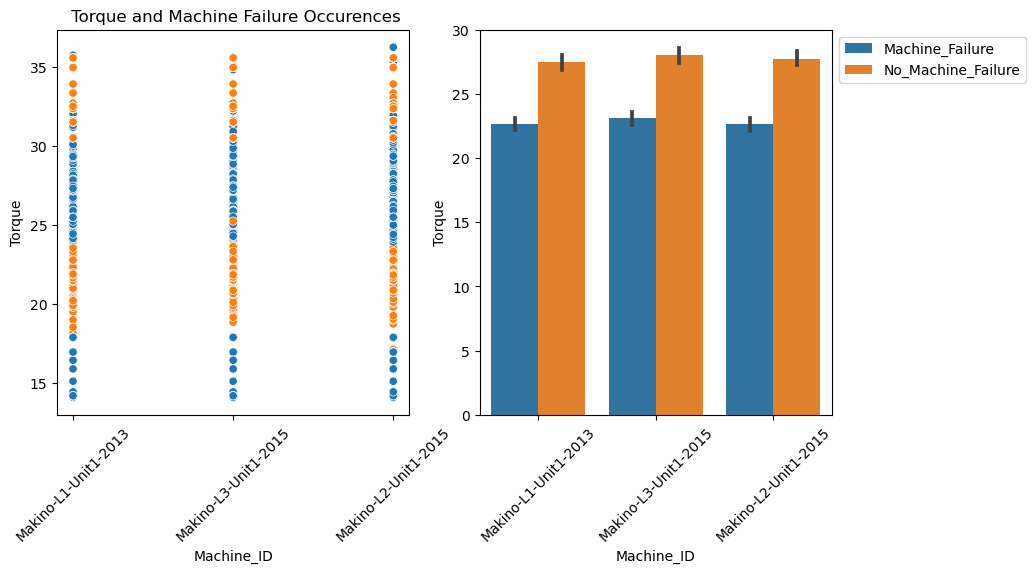 Torque and Machine Failure Occurences
Torque
35
30
25
20
15
Makino-L1-Unit1-2013
Makino-L3-Unit1-2015
Makino-L2-Unit1-2015
Machine_ID
Torque
30
25
20
15
10
5
0
Makino-L1-Unit1-2013
Makino-L3-Unit1-2015
Makino-L2-Unit1-2015
Machine_ID
Machine_Failure
No_Machine_Failure